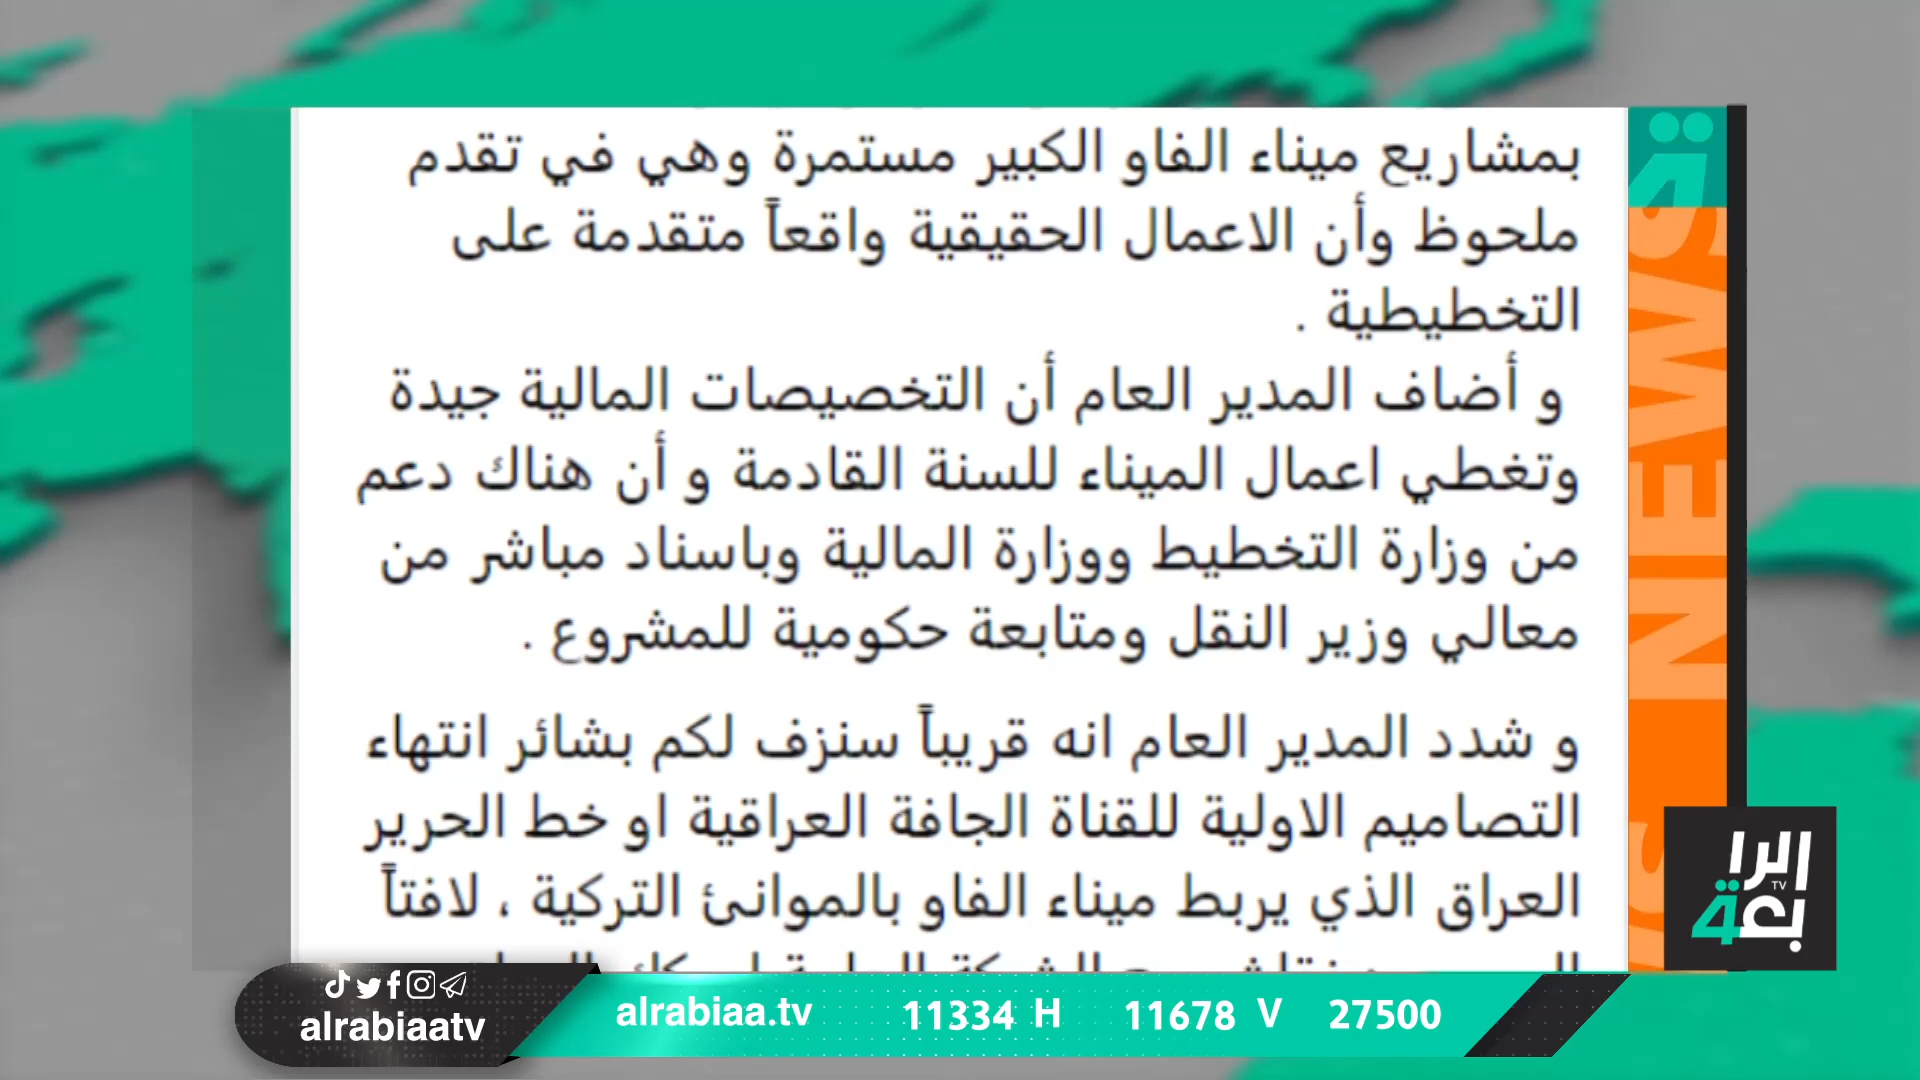 بمشاريع ميناء الفاو الكبير مستمرة وهي في تقدم
ملحوظ وأن الاعمال الحقيقية واقعاً متقدمة على
التخطيطية .
و أضاف المدير العام أن التخصيصات المالية جيدة
وتغطي اعمال الميناء للسنة القادمة و أن هناك دعم
من وزارة التخطيط ووزارة المالية وباسناد مباشر من
معالي وزير النقل ومتابعة حكومية للمشروع .
و شدد المدير العام انه قريباً سنزف لكم بشائر انتهاء
التصاميم الاولية للقناة الجافة العراقية او خط الحرير
العراق الذي يربط ميناء الفاو بالموانئ التركية ، لافتاً
NEWS
الرابعة
TV
alrabiaatv
alrabiaa.tv 11334 H 11678 V 27500